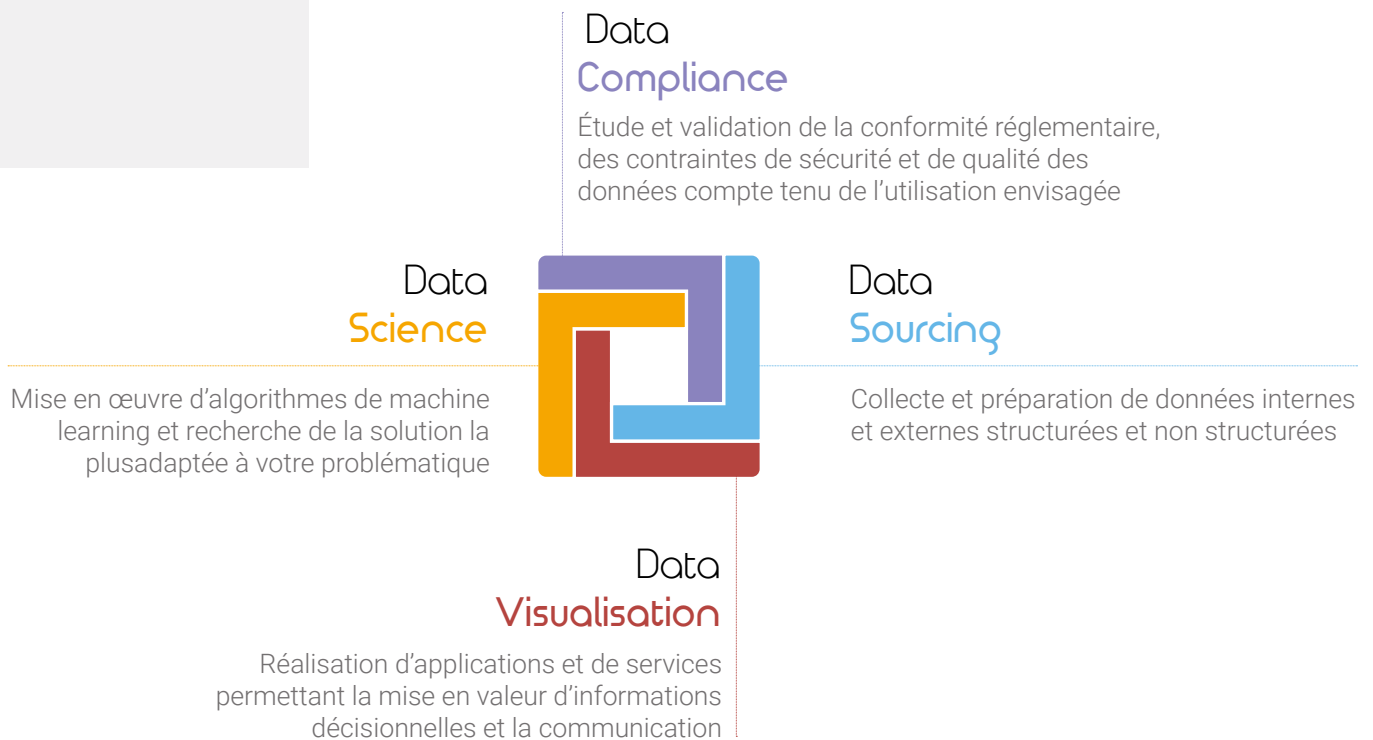 Data
Compliance
Étude et validation de la conformité réglementaire,
des contraintes de sécurité et de qualité des
données compte tenu de l’utilisation envisagée
Data
Science
Mise en œuvre d’algorithmes de machine
learning et recherche de la solution la
plusadaptée à votre problématique
Data
Sourcing
Collecte et préparation de données internes
et externes structurées et non structurées
Data
Visualisation
Réalisation d’applications et de services
permettant la mise en valeur d’informations
décisionnelles et la communication